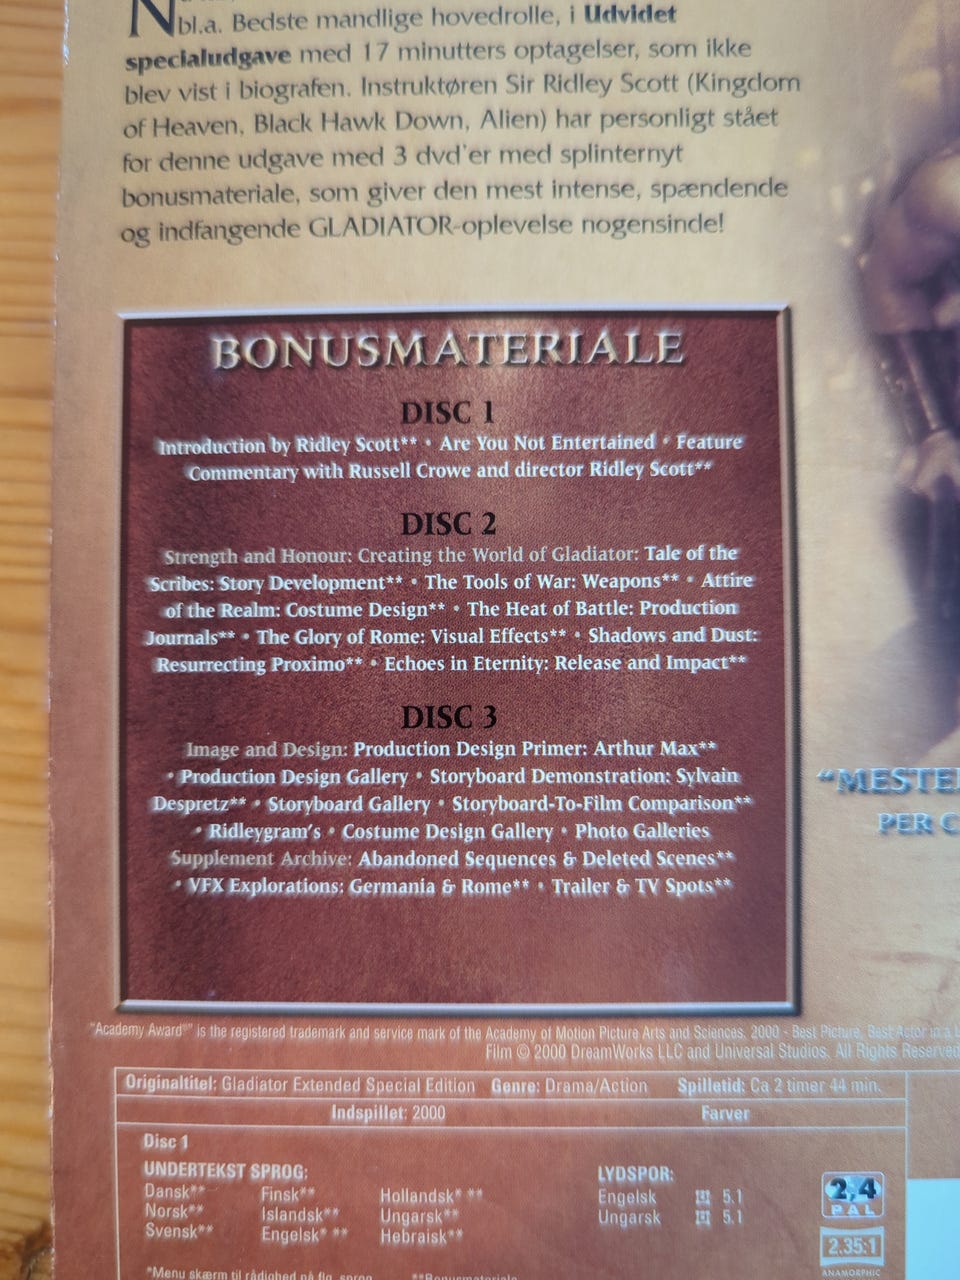 bl.a. Bedste mandlige hovedrolle, i Udvidet
specialudgave med 17 minutters optagelser, som ikke
blev vist i biografen. Instruktøren Sir Ridley Scott (Kingdom
of Heaven, Black Hawk Down, Alien) har personligt stået
for denne udgave med 3 dvd'er med splinternyt
bonusmateriale, som giver den mest intense, spændende
og indfangende GLADIATOR-oplevelse nogensinde!
BONUSMATERIALE
DISC 1
Introduction by Ridley Scott** • Are You Not Entertained • Feature
Commentary with Russell Crowe and director Ridley Scott**
DISC 2
Strength and Honour: Creating the World of Gladiator: Tale of the
Scribes: Story Development** • The Tools of War: Weapons** • Attire
of the Realm: Costume Design** • The Heat of Battle: Production
Journals** • The Glory of Rome: Visual Effects** • Shadows and Dust:
Resurrecting Proximo** • Echoes in Eternity: Release and Impact**
DISC 3
Image and Design: Production Design Primer: Arthur Max**
• Production Design Gallery • Storyboard Demonstration: Sylvain
Despretz** • Storyboard Gallery • Storyboard-To-Film Comparison**
• Ridleygram's • Costume Design Gallery • Photo Galleries
Supplement Archive: Abandoned Sequences & Deleted Scenes**
• VFX Explorations: Germania & Rome** • Trailer & TV Spots**
"MESTE
PER C
"Academy Award®" is the registered trademark and service mark of the Academy of Motion Picture Arts and Sciences. 2000 - Best Picture, Best Actor in a L
Film © 2000 DreamWorks LLC and Universal Studios. All Rights Reserved
Originaltitel: Gladiator Extended Special Edition Genre: Drama/Action Spilletid: Ca 2 timer 44 min.
Indspillet: 2000 Farver
Disc 1
UNDERTEKST SPROG: LYDSPOR:
Dansk** Finsk** Hollandsk* ** Engelsk 5.1
Norsk** Islandsk** Ungarsk** Ungarsk 5.1
Svensk** Engelsk* ** Hebraisk**
2,4
PAL
2.35:1
ANAMORPHIC
*Menu skærm til rådighed på flg. sprog **Bonusmateriale